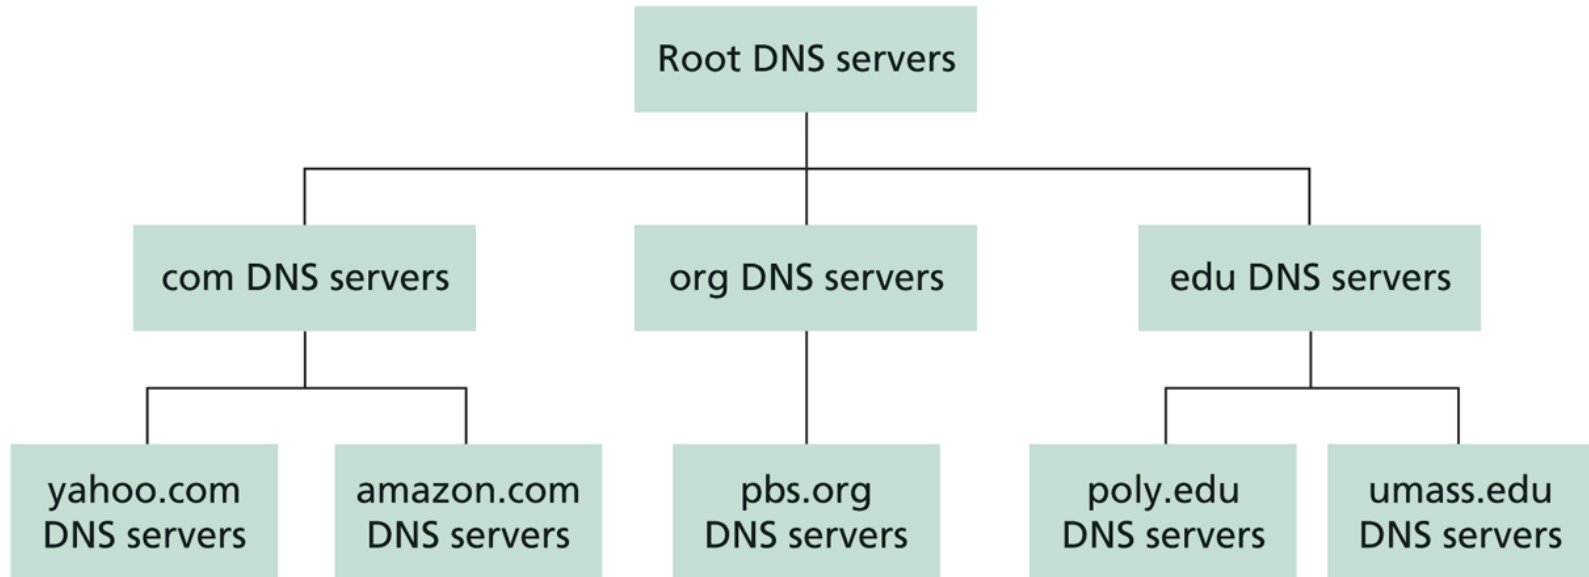 Root DNS servers
com DNS servers
org DNS servers
edu DNS servers
yahoo.com
DNS servers
amazon.com
DNS servers
pbs.org
DNS servers
poly.edu
DNS servers
umass.edu
DNS servers